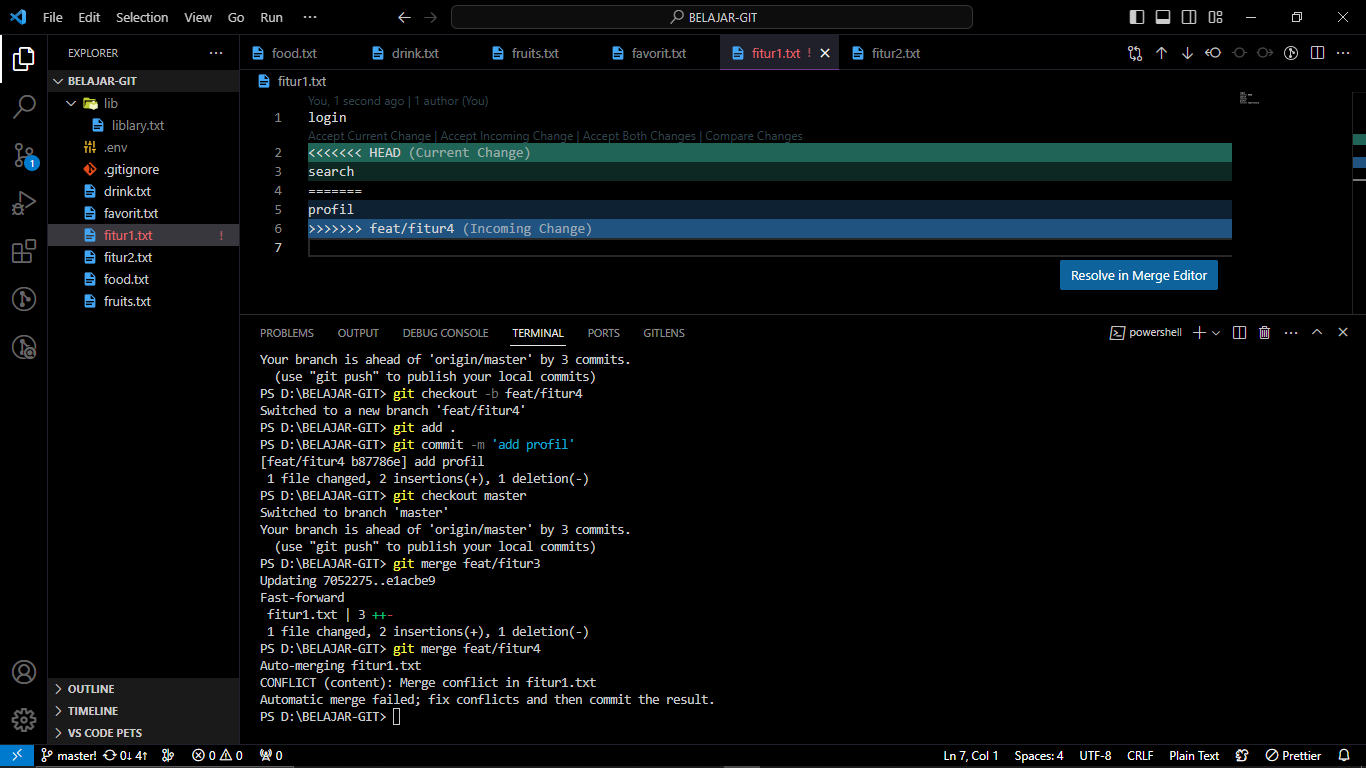 File Edit Selection View Go Run ··· BELAJAR-GIT
EXPLORER ···
BELAJAR-GIT
lib
liblary.txt
.env
.gitignore
drink.txt
favorit.txt
fitur1.txt !
fitur2.txt
food.txt
fruits.txt
OUTLINE
TIMELINE
VS CODE PETS
1
food.txt drink.txt fruits.txt favorit.txt fitur1.txt ! fitur2.txt
fitur1.txt
You, 1 second ago | 1 author (You)
1 login
Accept Current Change | Accept Incoming Change | Accept Both Changes | Compare Changes
2 <<<<<<< HEAD (Current Change)
3 search
4 =======
5 profil
6 >>>>>>> feat/fitur4 (Incoming Change)
7
Resolve in Merge Editor
PROBLEMS OUTPUT DEBUG CONSOLE TERMINAL PORTS GITLENS powershell
Your branch is ahead of 'origin/master' by 3 commits.
(use "git push" to publish your local commits)
PS D:\BELAJAR-GIT> git checkout -b feat/fitur4
Switched to a new branch 'feat/fitur4'
PS D:\BELAJAR-GIT> git add .
PS D:\BELAJAR-GIT> git commit -m 'add profil'
[feat/fitur4 b87786e] add profil
1 file changed, 2 insertions(+), 1 deletion(-)
PS D:\BELAJAR-GIT> git checkout master
Switched to branch 'master'
Your branch is ahead of 'origin/master' by 3 commits.
(use "git push" to publish your local commits)
PS D:\BELAJAR-GIT> git merge feat/fitur3
Updating 7052275..e1acbe9
Fast-forward
fitur1.txt | 3 ++-
1 file changed, 2 insertions(+), 1 deletion(-)
PS D:\BELAJAR-GIT> git merge feat/fitur4
Auto-merging fitur1.txt
CONFLICT (content): Merge conflict in fitur1.txt
Automatic merge failed; fix conflicts and then commit the result.
PS D:\BELAJAR-GIT>
master! 0↓ 4↑ 0 0 0 Ln 7, Col 1 Spaces: 4 UTF-8 CRLF Plain Text Prettier